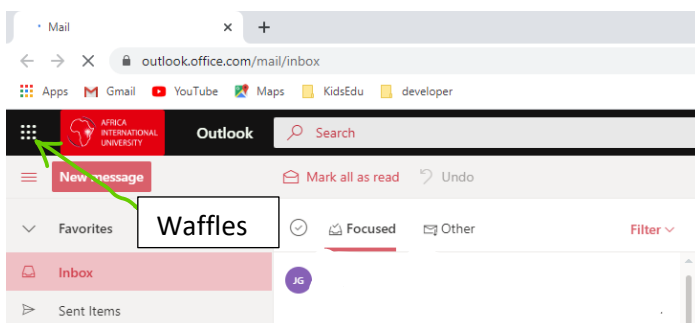 Mail
outlook.office.com/mail/inbox
Apps Gmail YouTube Maps KidsEdu developer
AFRICA
INTERNATIONAL
UNIVERSITY
Outlook
Search
New message
Mark all as read Undo
Favorites
Waffles
Focused Other Filter
Inbox
JG
Sent Items